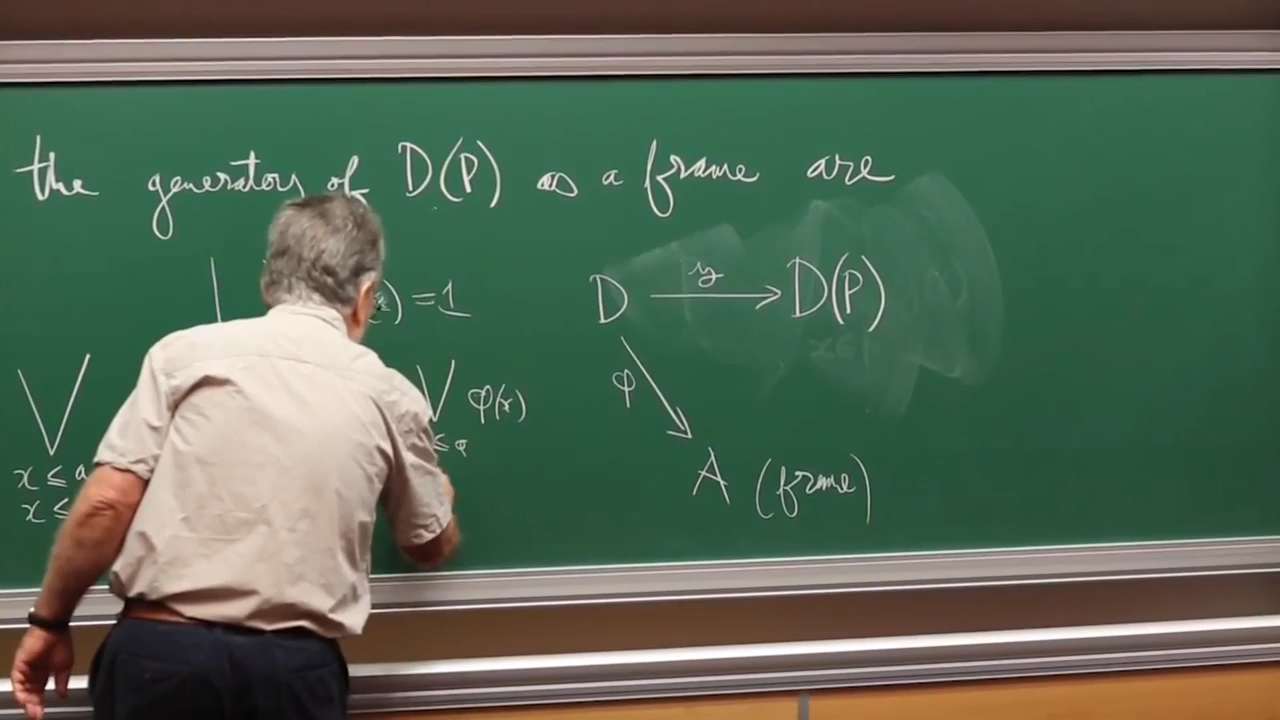 the generators of D(P) as a frame are
D y D(P)
) = 1
φ
⋁ ⋁ φ(x)
x ≤ a
x ≤
A (frame)